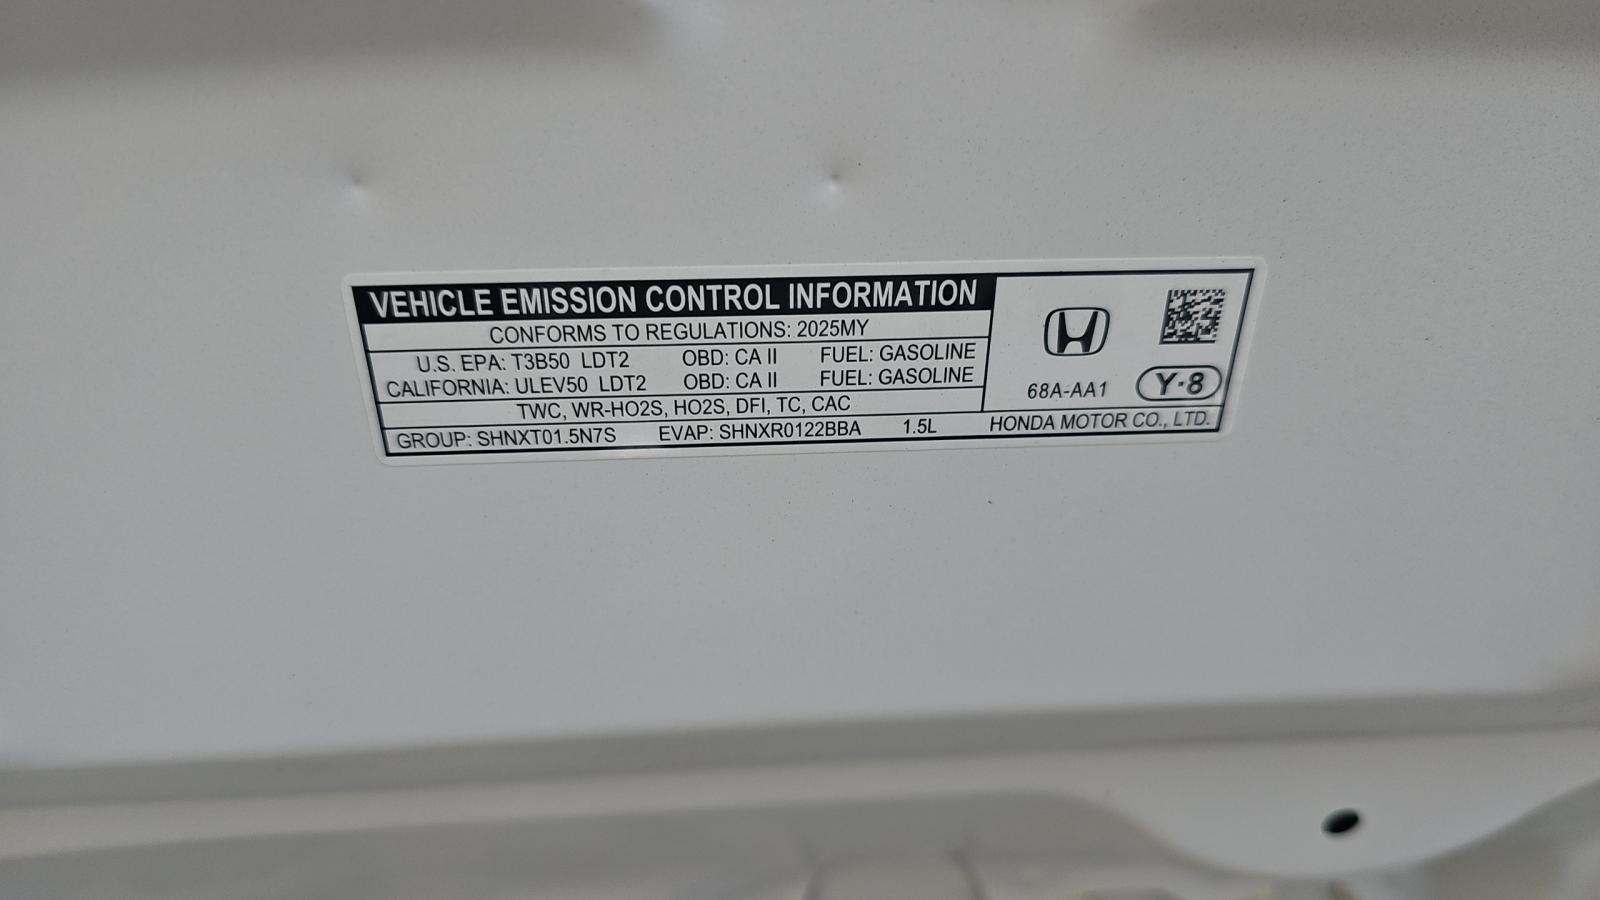 VEHICLE EMISSION CONTROL INFORMATION
CONFORMS TO REGULATIONS: 2025MY
U.S. EPA: T3B50 LDT2 OBD: CA II FUEL: GASOLINE
CALIFORNIA: ULEV50 LDT2 OBD: CA II FUEL: GASOLINE
TWC, WR-HO2S, HO2S, DFI, TC, CAC
GROUP: SHNXT01.5N7S EVAP: SHNXR0122BBA 1.5L
68A-AA1 Y-8
HONDA MOTOR CO., LTD.